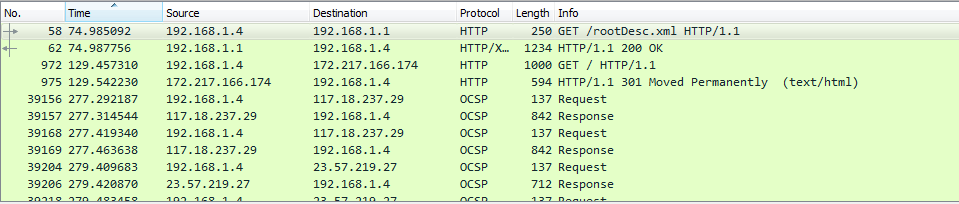 No. Time Source Destination Protocol Length Info
58 74.985092 192.168.1.4 192.168.1.1 HTTP 250 GET /rootDesc.xml HTTP/1.1
62 74.987756 192.168.1.1 192.168.1.4 HTTP/X… 1234 HTTP/1.1 200 OK
972 129.457310 192.168.1.4 172.217.166.174 HTTP 1000 GET / HTTP/1.1
975 129.542230 172.217.166.174 192.168.1.4 HTTP 594 HTTP/1.1 301 Moved Permanently (text/html)
39156 277.292187 192.168.1.4 117.18.237.29 OCSP 137 Request
39157 277.314544 117.18.237.29 192.168.1.4 OCSP 842 Response
39168 277.419340 192.168.1.4 117.18.237.29 OCSP 137 Request
39169 277.463638 117.18.237.29 192.168.1.4 OCSP 842 Response
39204 279.409683 192.168.1.4 23.57.219.27 OCSP 137 Request
39206 279.420870 23.57.219.27 192.168.1.4 OCSP 712 Response
39218 279.483458 192.168.1.4 23.57.219.27 OCSP 137 Request